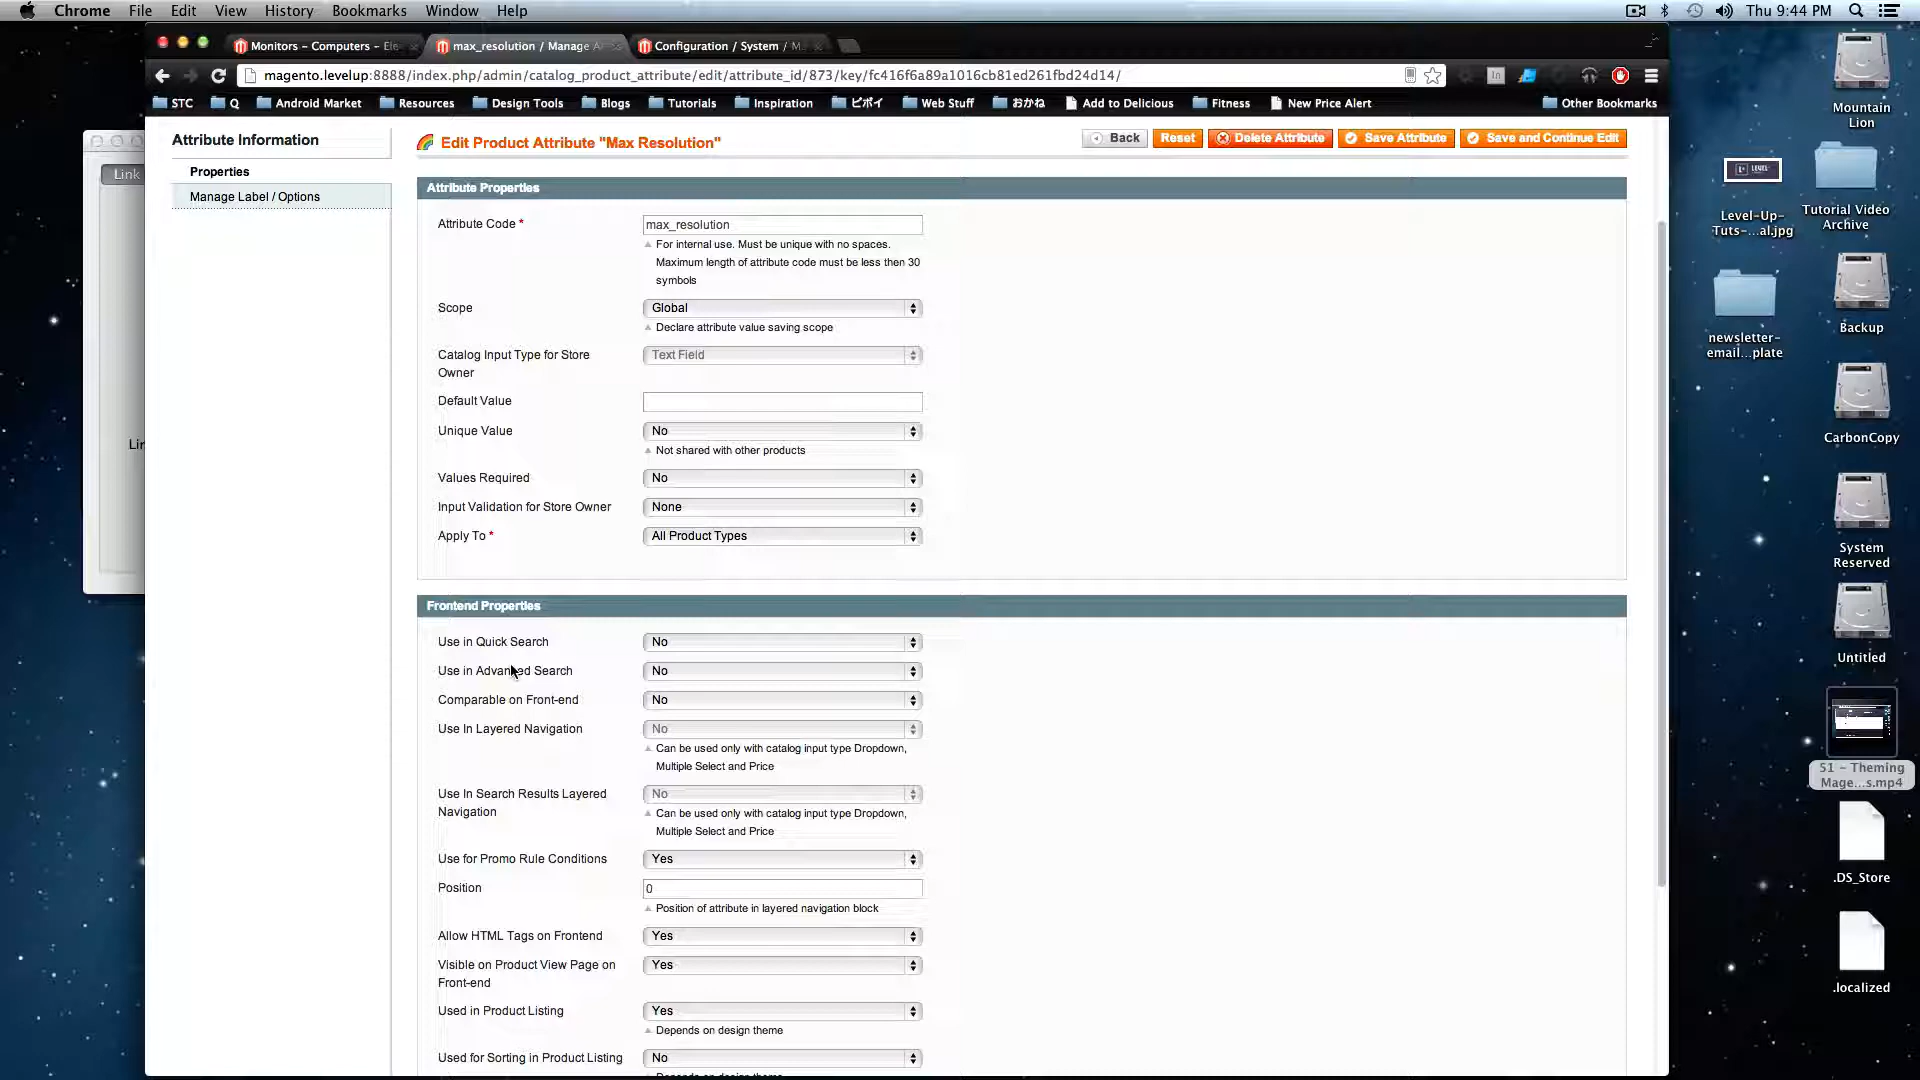 Chrome File Edit View History Bookmarks Window Help Thu 9:44 PM
Monitors – Computers – Ele max_resolution / Manage A Configuration / System / M
magento.levelup:8888/index.php/admin/catalog_product_attribute/edit/attribute_id/873/key/fc416f6a89a1016cb81ed261fbd24d14/
STC Q Android Market Resources Design Tools Blogs Tutorials Inspiration ビボイ Web Stuff おかね Add to Delicious Fitness New Price Alert Other Bookmarks
Attribute Information
Properties
Manage Label / Options
Edit Product Attribute "Max Resolution"
Back Reset Delete Attribute Save Attribute Save and Continue Edit
Attribute Properties
Attribute Code * max_resolution
For internal use. Must be unique with no spaces.
Maximum length of attribute code must be less then 30
symbols
Scope Global
Declare attribute value saving scope
Catalog Input Type for Store
Owner
Text Field
Default Value
Unique Value No
Not shared with other products
Values Required No
Input Validation for Store Owner None
Apply To * All Product Types
Frontend Properties
Use in Quick Search No
Use in Advanced Search No
Comparable on Front-end No
Use In Layered Navigation No
Can be used only with catalog input type Dropdown,
Multiple Select and Price
Use In Search Results Layered
Navigation
No
Can be used only with catalog input type Dropdown,
Multiple Select and Price
Use for Promo Rule Conditions Yes
Position 0
Position of attribute in layered navigation block
Allow HTML Tags on Frontend Yes
Visible on Product View Page on
Front-end
Yes
Used in Product Listing Yes
Depends on design theme
Used for Sorting in Product Listing No
Depends on design theme
Link
Lin
Mountain
Lion
Level-Up-
Tuts-...al.jpg
Tutorial Video
Archive
Backup
newsletter-
email...plate
CarbonCopy
System
Reserved
Untitled
51 - Theming
Mage...s.mp4
.DS_Store
.localized